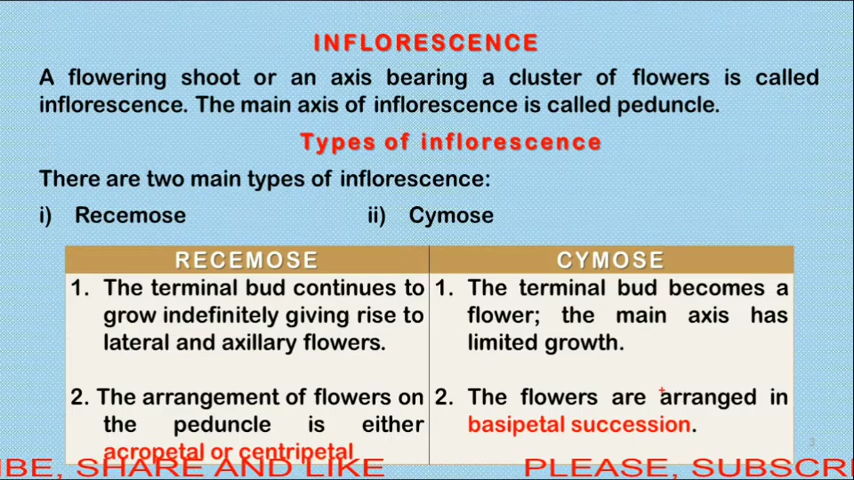 INFLORESCENCE
A flowering shoot or an axis bearing a cluster of flowers is called
inflorescence. The main axis of inflorescence is called peduncle.
Types of inflorescence
There are two main types of inflorescence:
i) Recemose ii) Cymose
RECEMOSE CYMOSE
1. The terminal bud continues to
grow indefinitely giving rise to
lateral and axillary flowers.
2. The arrangement of flowers on
the peduncle is either
acropetal or centripetal
1. The terminal bud becomes a
flower; the main axis has
limited growth.
2. The flowers are arranged in
basipetal succession.
3
IBE, SHARE AND LIKE PLEASE, SUBSCR